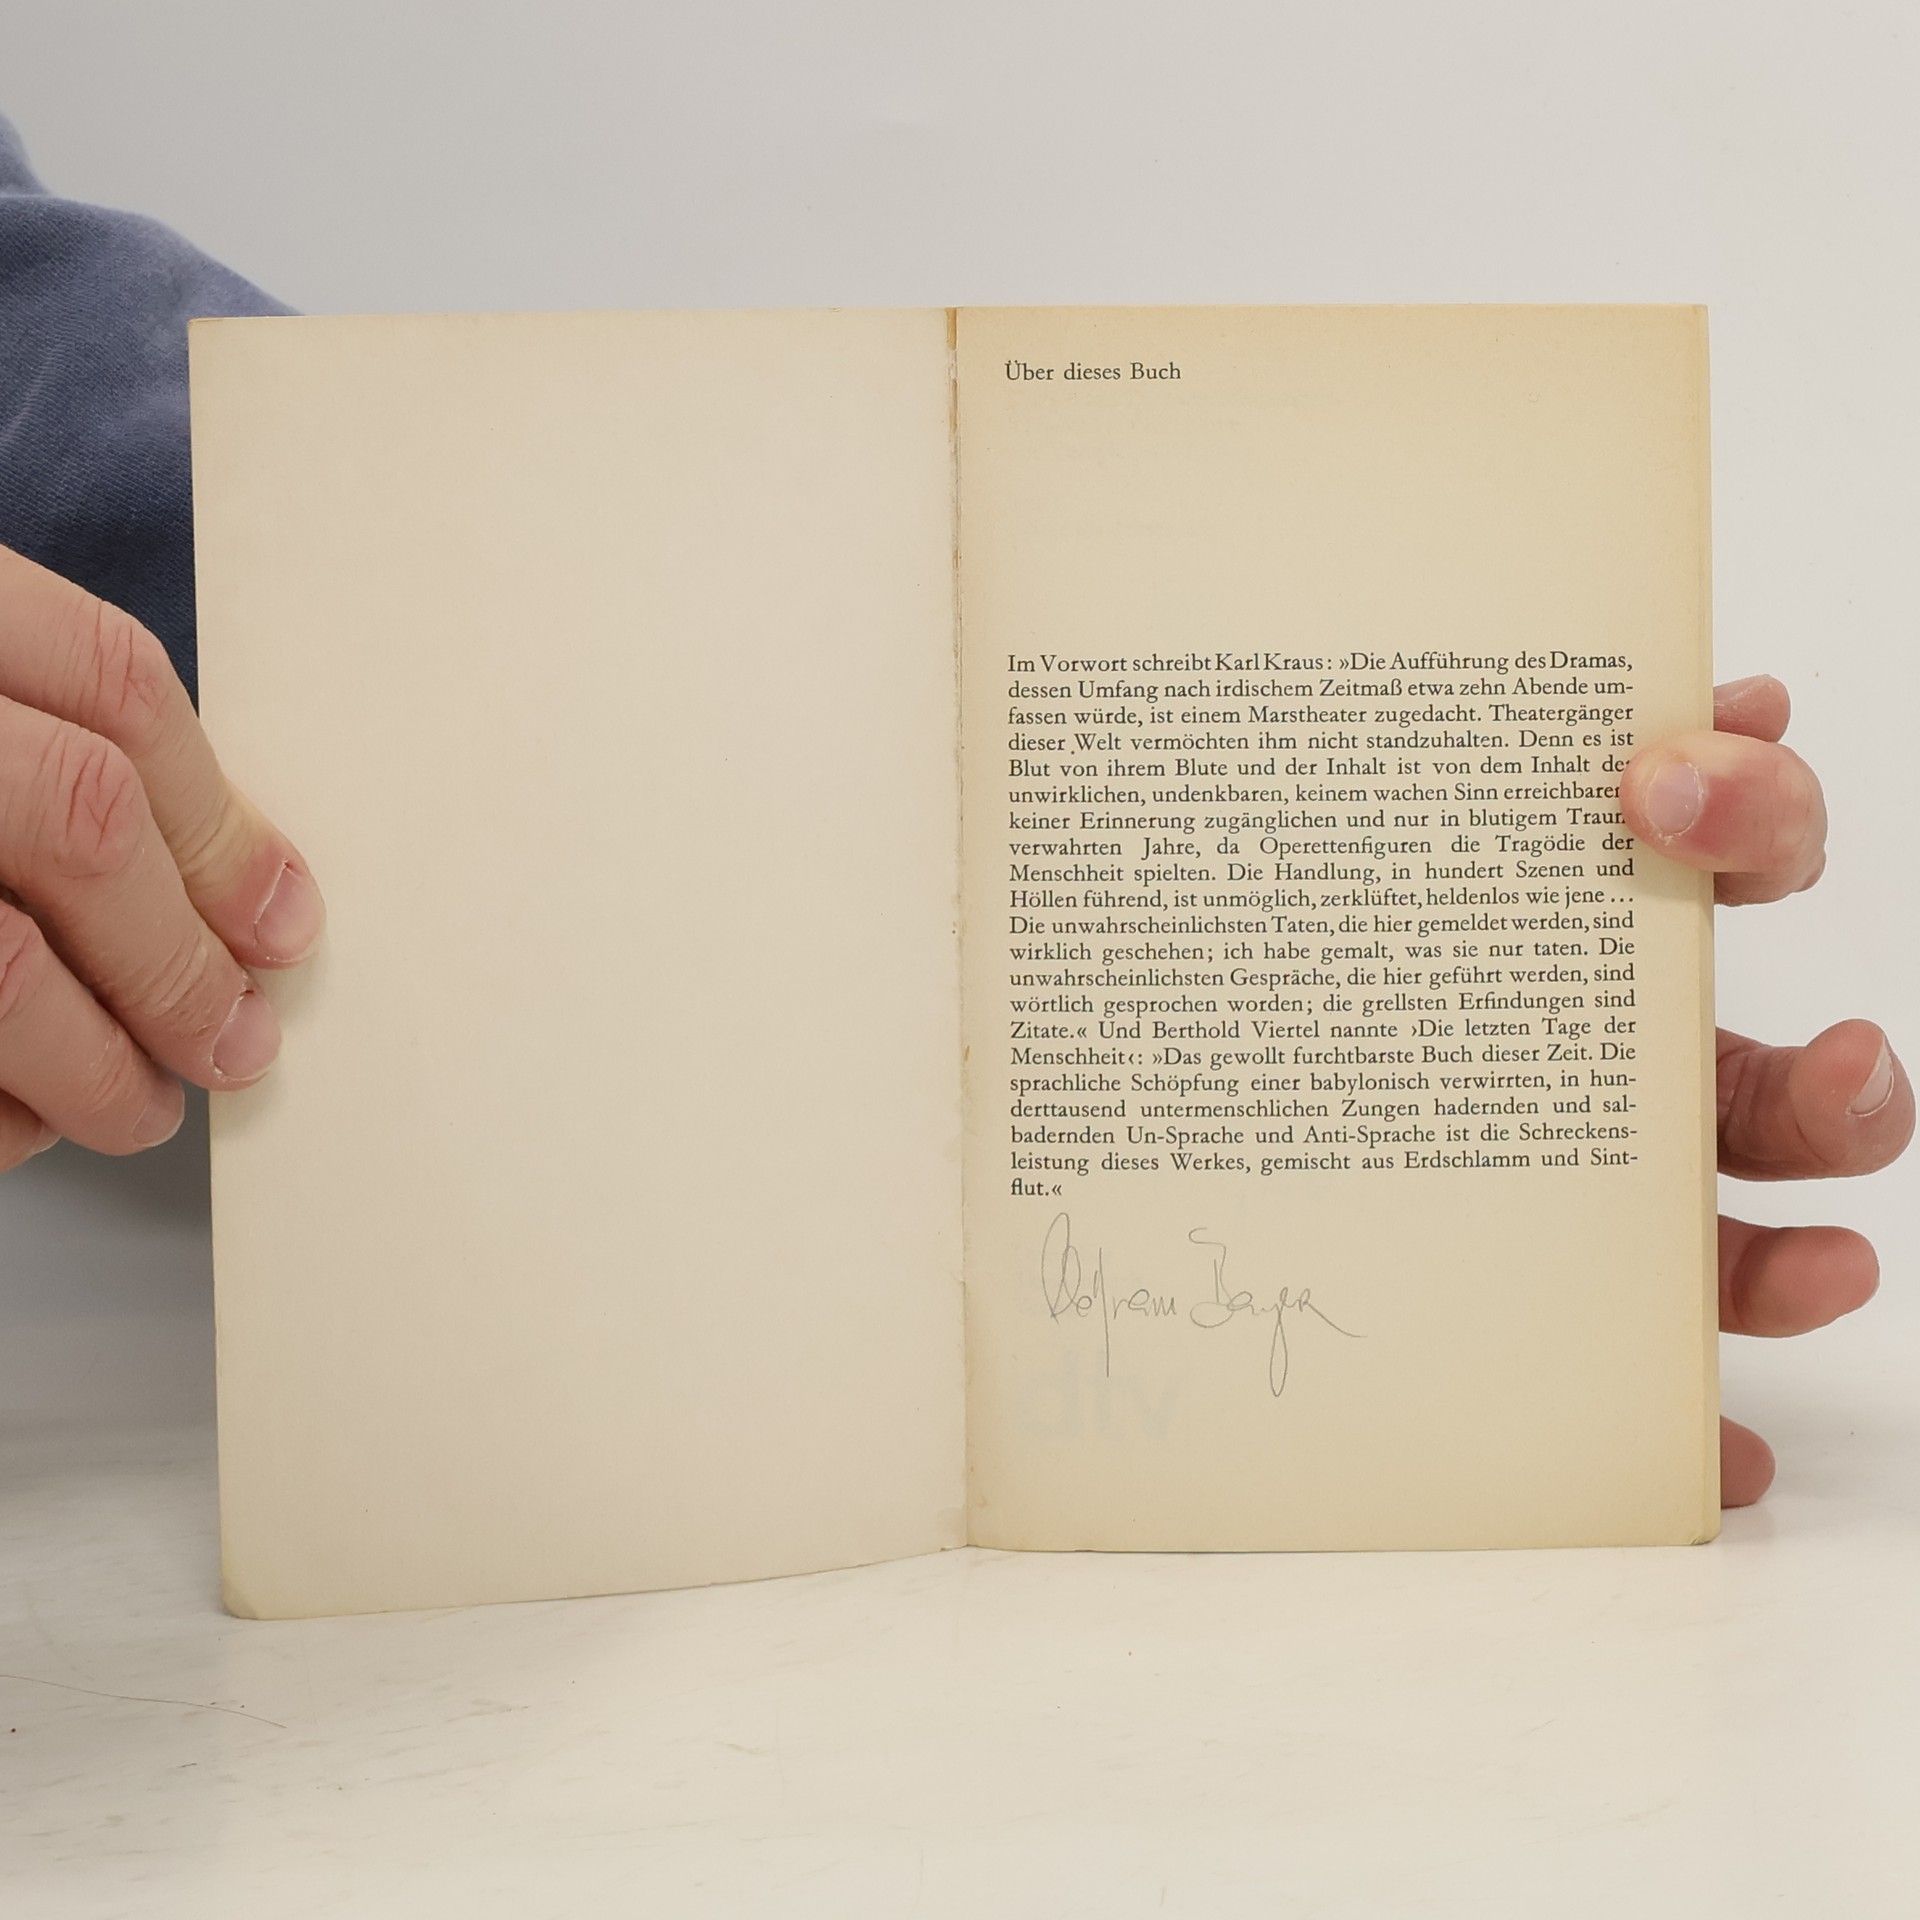 Über dieses Buch
Im Vorwort schreibt Karl Kraus: »Die Aufführung des Dramas,
dessen Umfang nach irdischem Zeitmaß etwa zehn Abende um-
fassen würde, ist einem Marstheater zugedacht. Theatergänger
dieser Welt vermöchten ihm nicht standzuhalten. Denn es ist
Blut von ihrem Blute und der Inhalt ist von dem Inhalt der
unwirklichen, undenkbaren, keinem wachen Sinn erreichbaren
keiner Erinnerung zugänglichen und nur in blutigem Traum
verwahrten Jahre, da Operettenfiguren die Tragödie der
Menschheit spielten. Die Handlung, in hundert Szenen und
Höllen führend, ist unmöglich, zerklüftet, heldenlos wie jene ...
Die unwahrscheinlichsten Taten, die hier gemeldet werden, sind
wirklich geschehen; ich habe gemalt, was sie nur taten. Die
unwahrscheinlichsten Gespräche, die hier geführt werden, sind
wörtlich gesprochen worden; die grellsten Erfindungen sind
Zitate.« Und Berthold Viertel nannte ›Die letzten Tage der
Menschheit‹: »Das gewollt furchtbarste Buch dieser Zeit. Die
sprachliche Schöpfung einer babylonisch verwirrten, in hun-
derttausend untermenschlichen Zungen hadernden und sal-
badernden Un-Sprache und Anti-Sprache ist die Schreckens-
leistung dieses Werkes, gemischt aus Erdschlamm und Sint-
flut.«